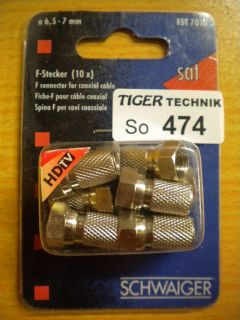 ø 6,5 - 7 mm
FST 7010
F-Stecker (10 x)
F connector for coaxial cable
Fiche-F pour câble coaxial
Spina F per cavi coassiale
sat
TIGER TECHNIK
So 474
HDTV
SCHWAIGER